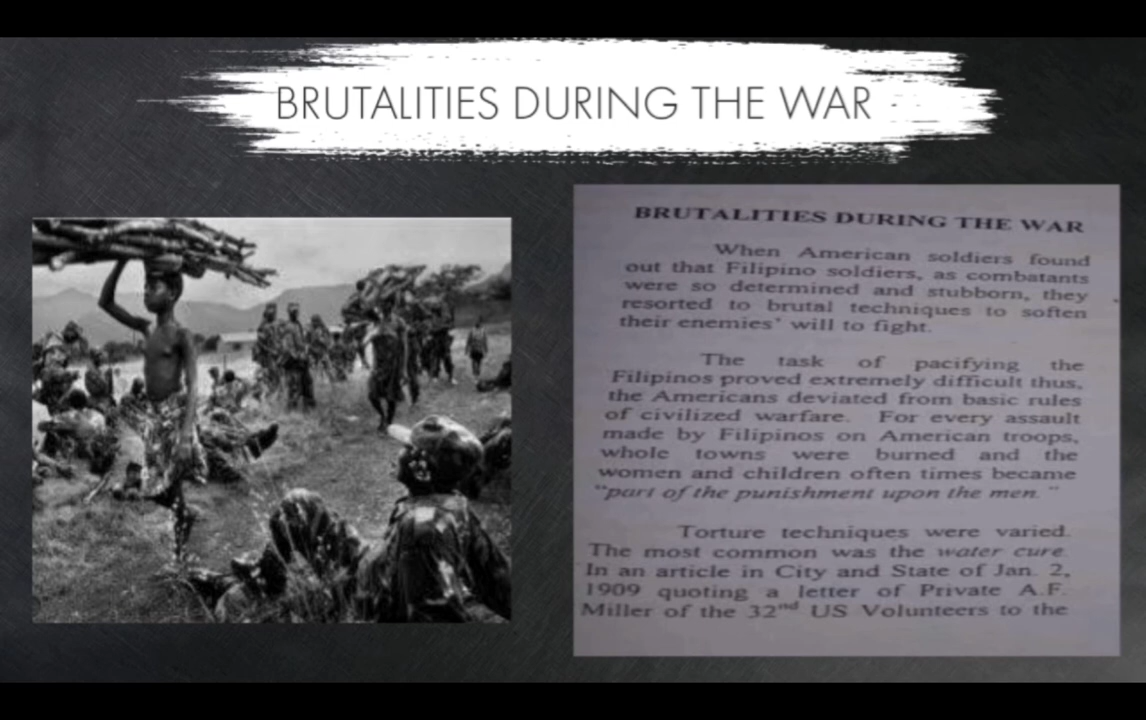 BRUTALITIES DURING THE WAR
BRUTALITIES DURING THE WAR
When American soldiers found
out that Filipino soldiers, as combatants
were so determined and stubborn, they
resorted to brutal techniques to soften
their enemies' will to fight.
The task of pacifying the
Filipinos proved extremely difficult thus,
the Americans deviated from basic rules
of civilized warfare. For every assault
made by Filipinos on American troops,
whole towns were burned and the
women and children often times became
"part of the punishment upon the men."
Torture techniques were varied.
The most common was the water cure.
In an article in City and State of Jan. 2,
1909 quoting a letter of Private A.F.
Miller of the 32nd US Volunteers to the